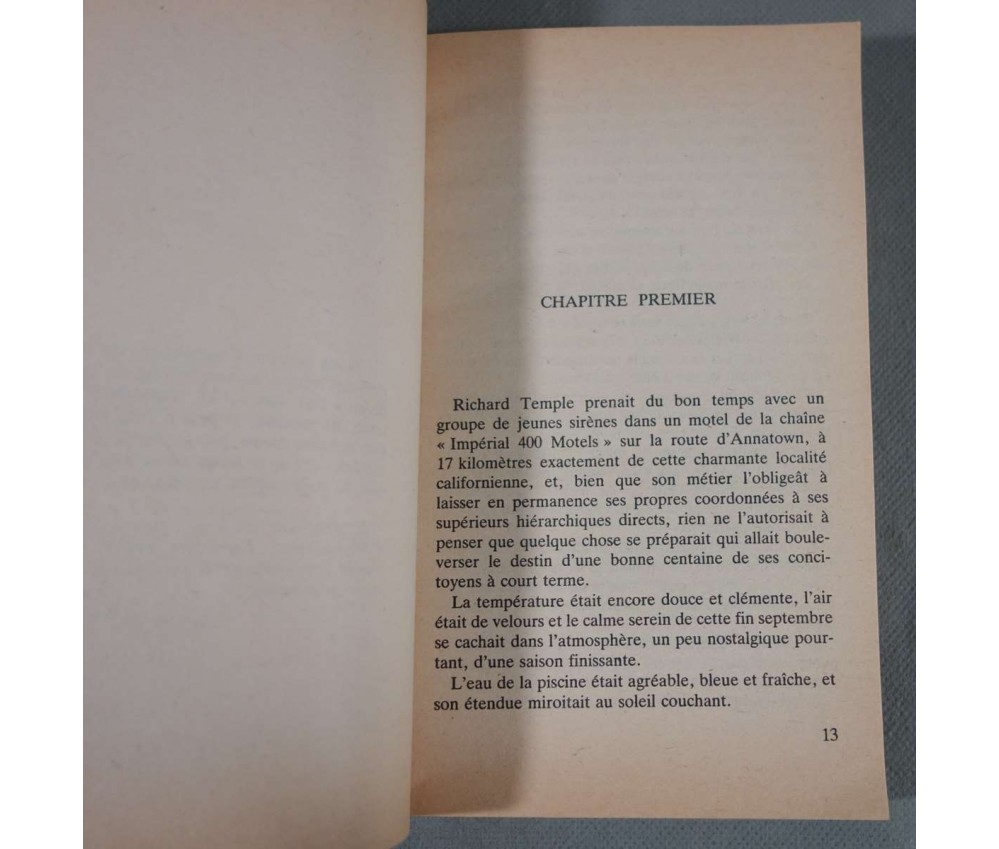 CHAPITRE PREMIER
Richard Temple prenait du bon temps avec un
groupe de jeunes sirènes dans un motel de la chaîne
« Impérial 400 Motels » sur la route d'Annatown, à
17 kilomètres exactement de cette charmante localité
californienne, et, bien que son métier l'obligeât à
laisser en permanence ses propres coordonnées à ses
supérieurs hiérarchiques directs, rien ne l'autorisait à
penser que quelque chose se préparait qui allait boule-
verser le destin d'une bonne centaine de ses conci-
toyens à court terme.
La température était encore douce et clémente, l'air
était de velours et le calme serein de cette fin septembre
se cachait dans l'atmosphère, un peu nostalgique pour-
tant, d'une saison finissante.
L'eau de la piscine était agréable, bleue et fraîche, et
son étendue miroitait au soleil couchant.
13